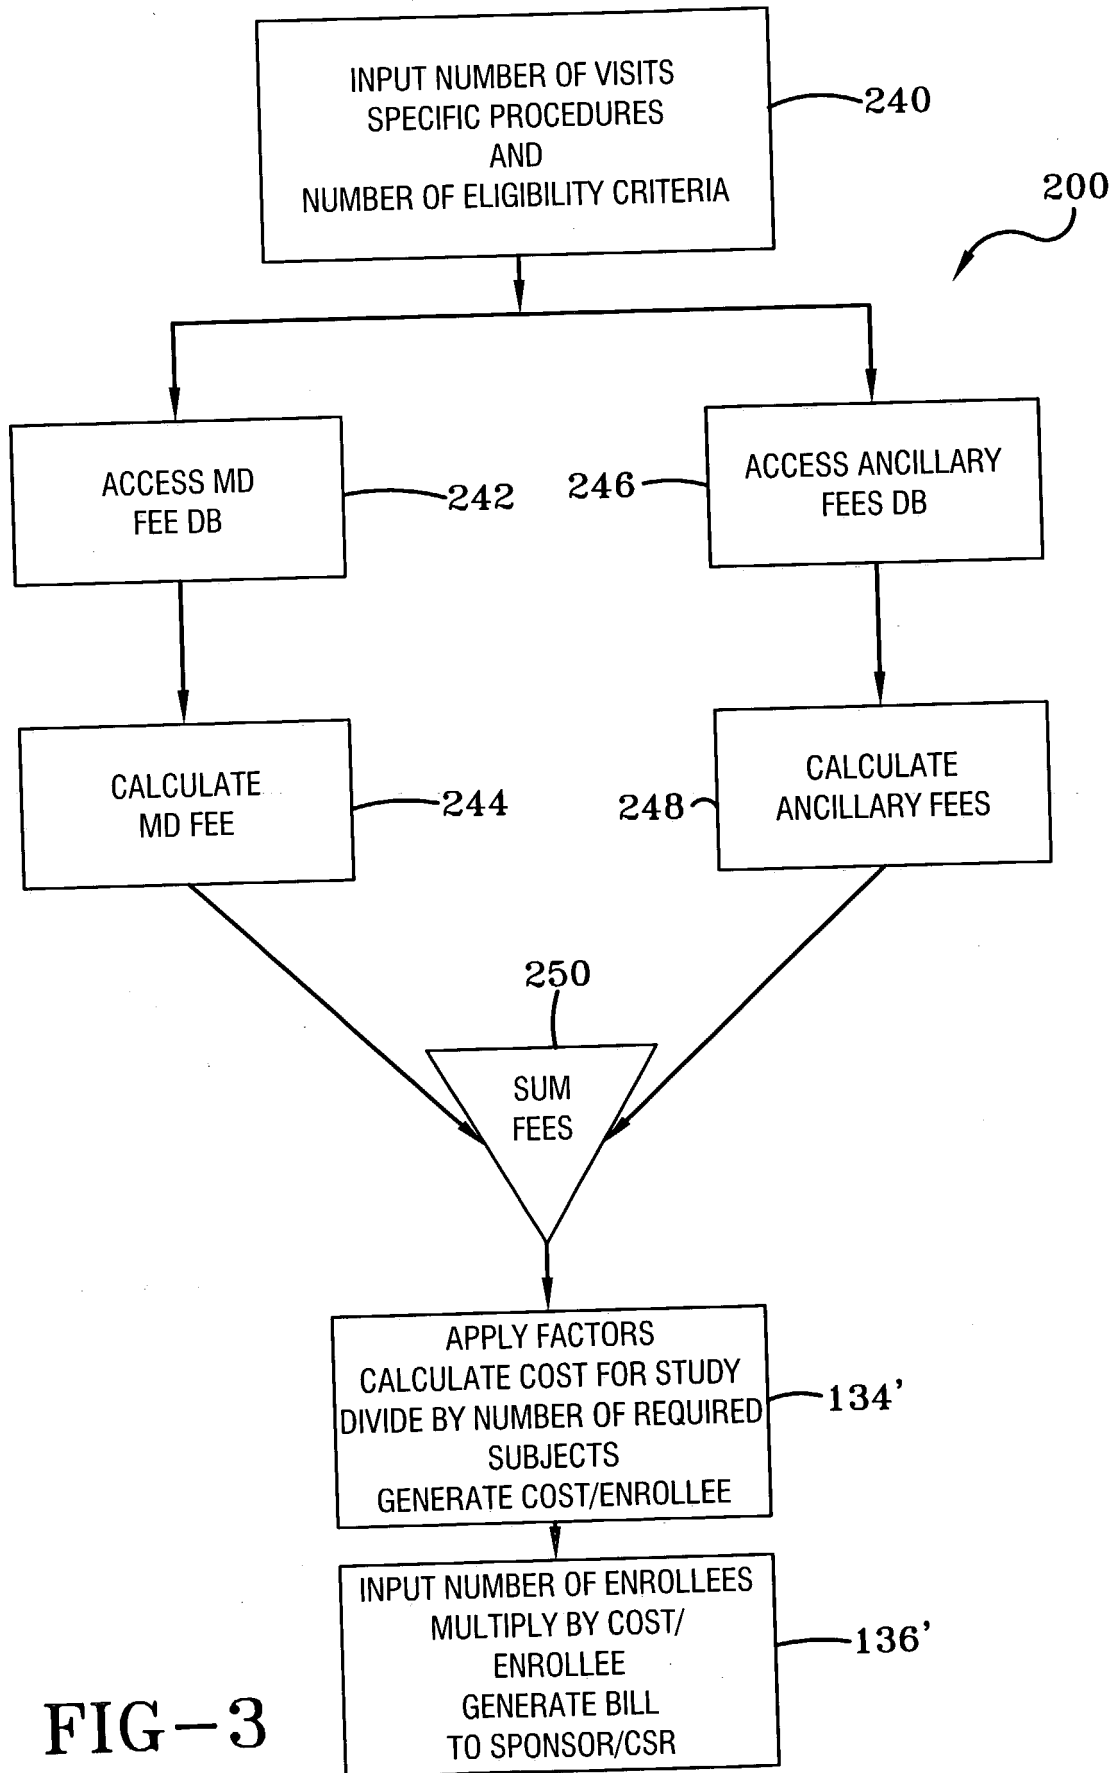 INPUT NUMBER OF VISITS
SPECIFIC PROCEDURES
AND
NUMBER OF ELIGIBILITY CRITERIA
240
200
ACCESS MD
FEE DB
242
246
ACCESS ANCILLARY
FEES DB
CALCULATE
MD FEE
244
248
CALCULATE
ANCILLARY FEES
250
SUM
FEES
APPLY FACTORS
CALCULATE COST FOR STUDY
DIVIDE BY NUMBER OF REQUIRED
SUBJECTS
GENERATE COST/ENROLLEE
134'
INPUT NUMBER OF ENROLLEES
MULTIPLY BY COST/
ENROLLEE
GENERATE BILL
TO SPONSOR/CSR
136'
FIG-3